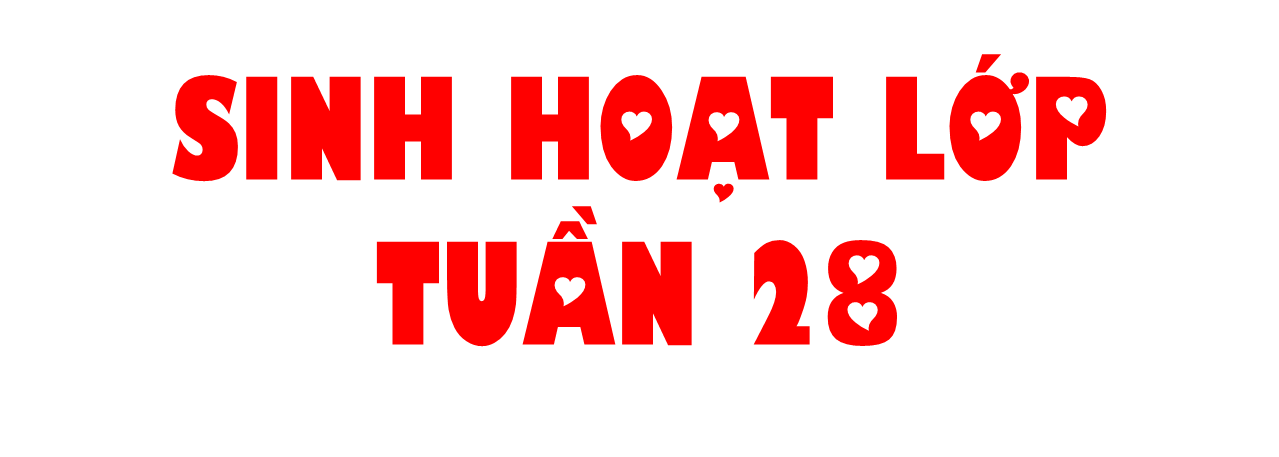 SINH HOẠT LỚP
TUẦN 28